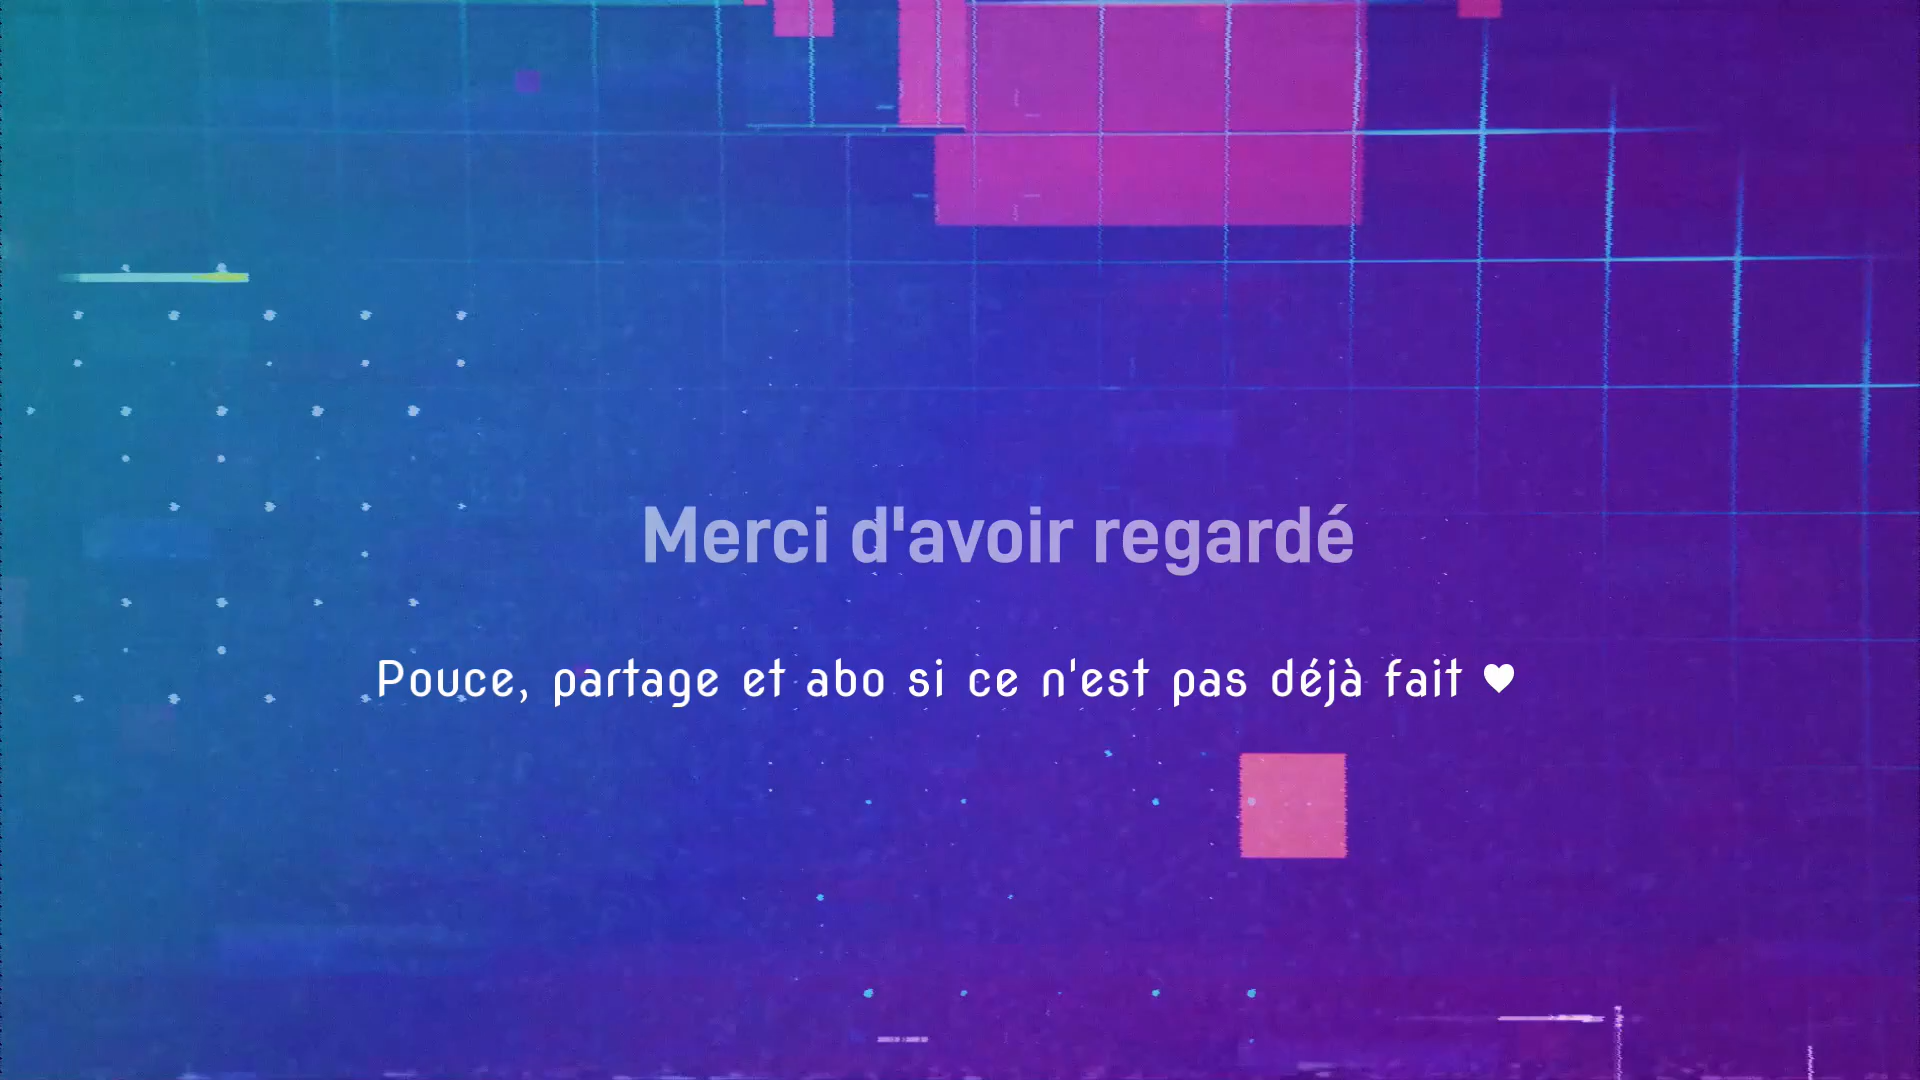 Merci d'avoir regardé
Pouce, partage et abo si ce n'est pas déjà fait ♥